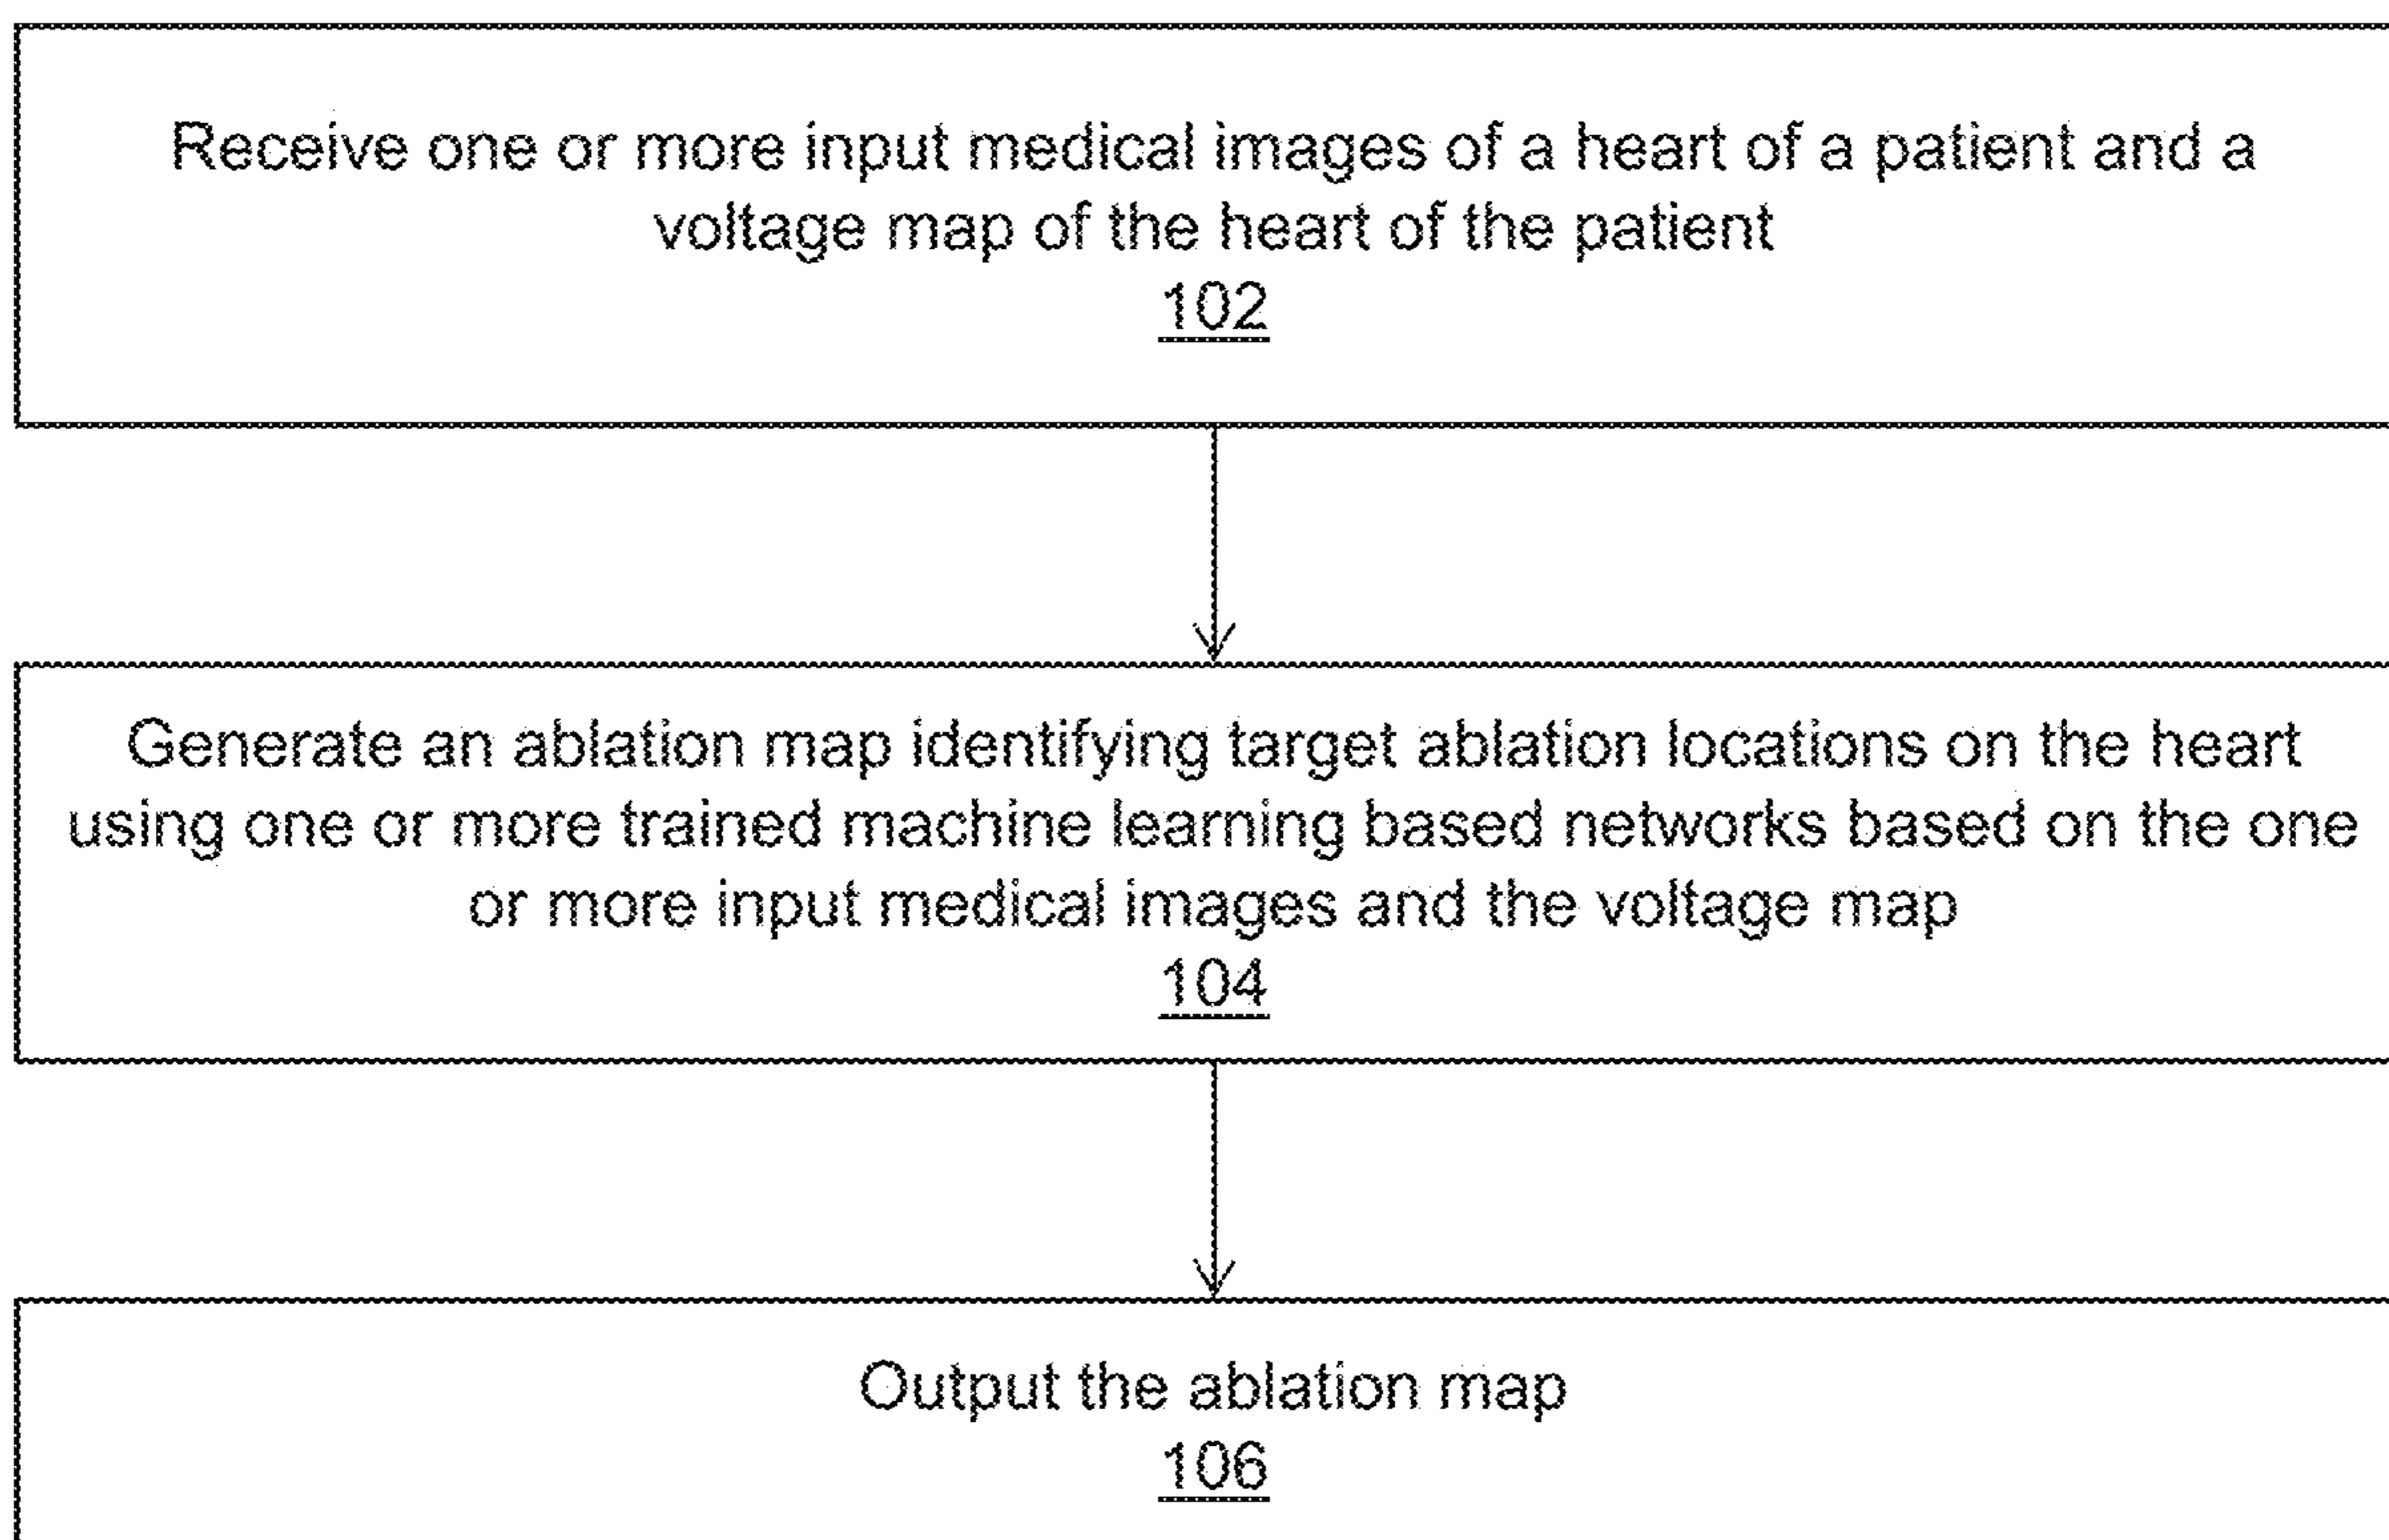 Receive one or more input medical images of a heart of a patient and a
voltage map of the heart of the patient
102
Generate an ablation map identifying target ablation locations on the heart
using one or more trained machine learning based networks based on the one
or more input medical images and the voltage map
104
Output the ablation map
106